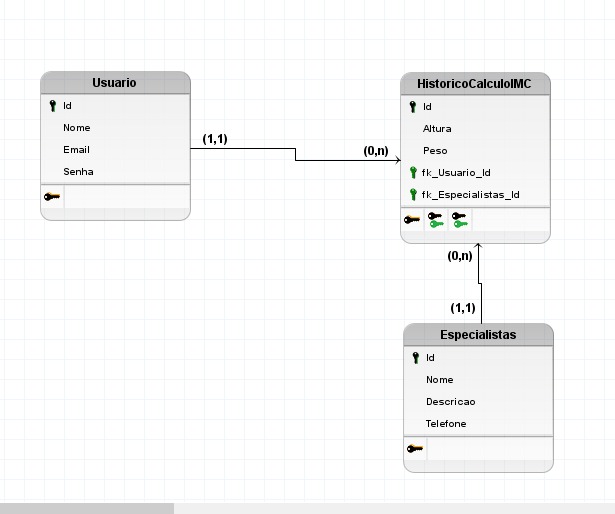 Usuario
Id
Nome
Email
Senha
(1,1)
(0,n)
HistoricoCalculoIMC
Id
Altura
Peso
fk_Usuario_Id
fk_Especialistas_Id
(0,n)
(1,1)
Especialistas
Id
Nome
Descricao
Telefone